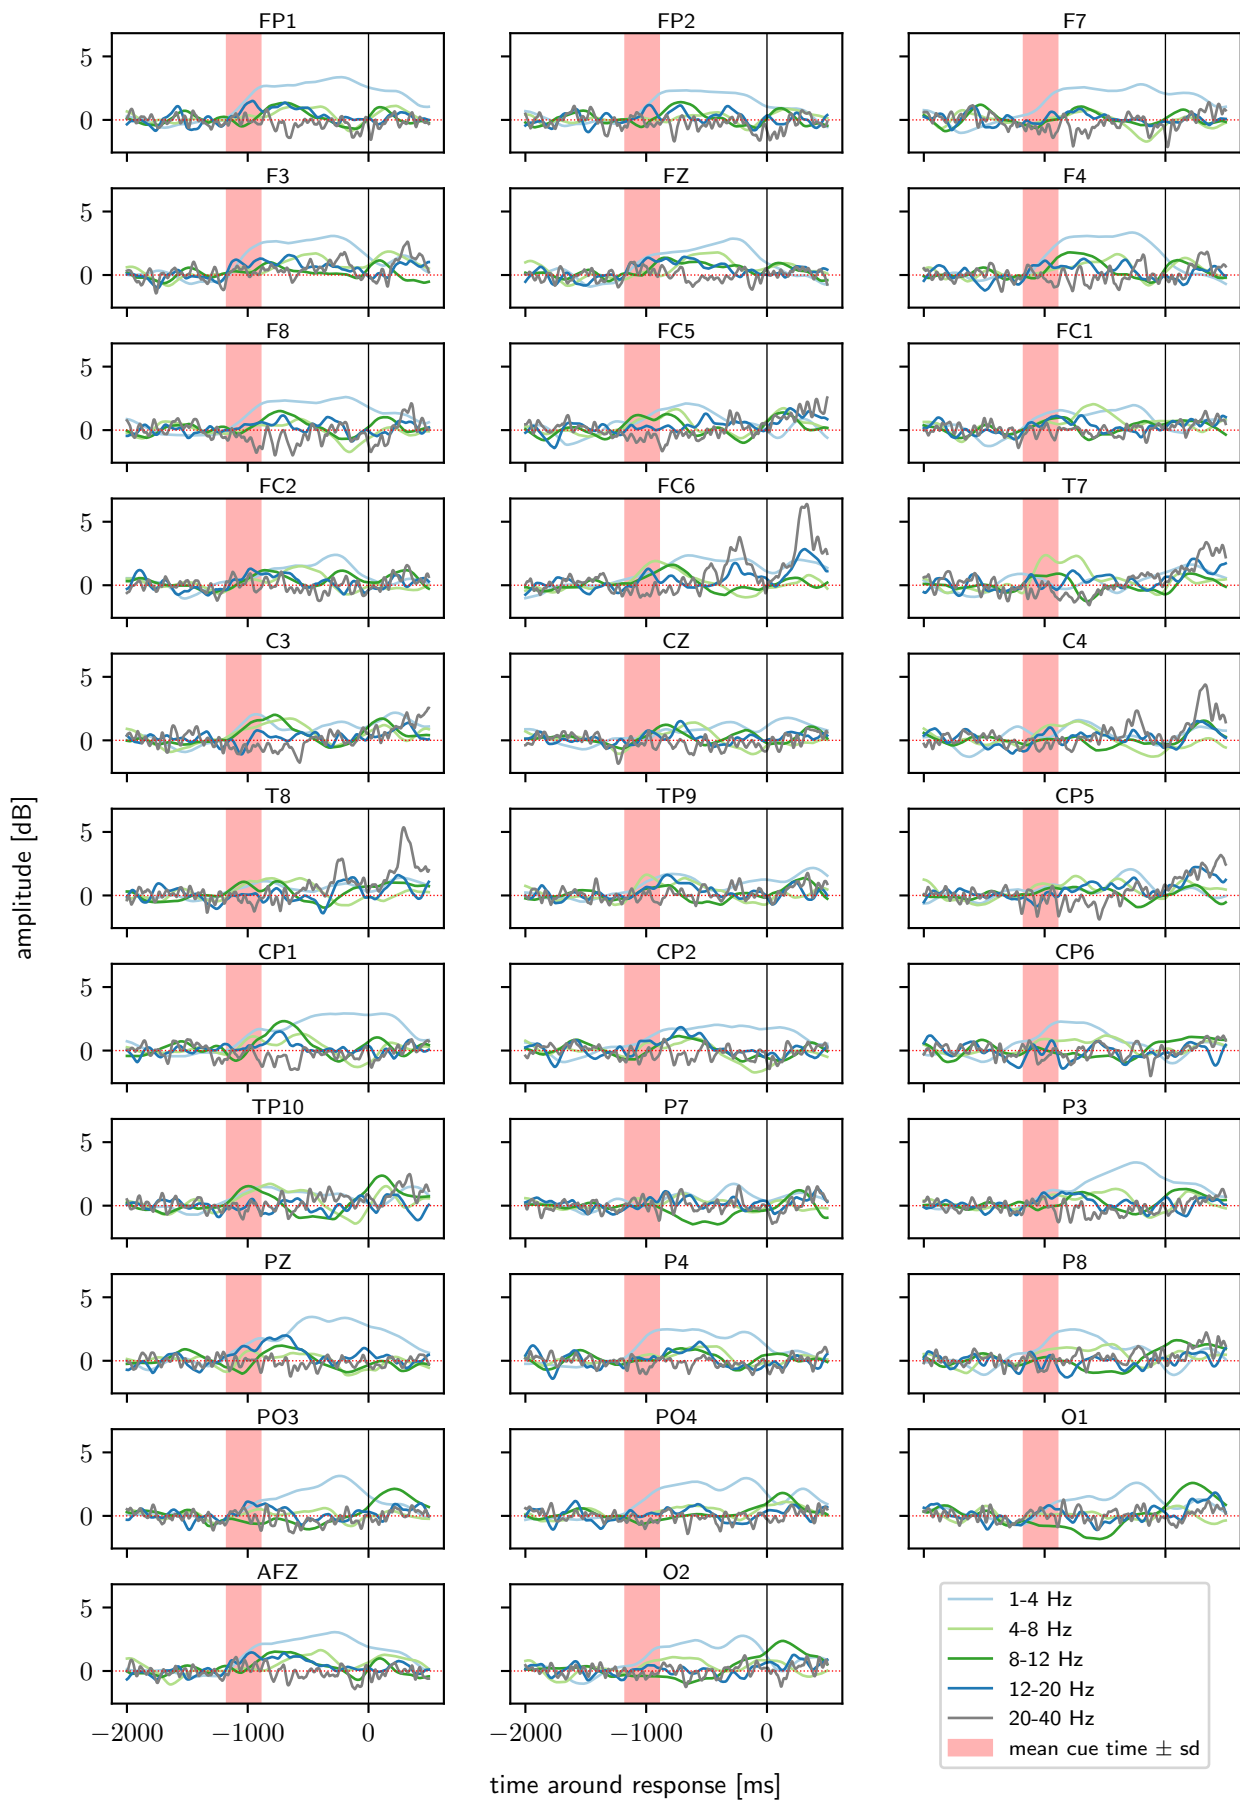 FP1 FP2 F7
5
0
F3 FZ F4
5
0
F8 FC5 FC1
5
0
FC2 FC6 T7
5
0
C3 CZ C4
5
0
T8 TP9 CP5
5
0
CP1 CP2 CP6
5
0
TP10 P7 P3
5
0
PZ P4 P8
5
0
PO3 PO4 O1
5
0
AFZ O2
5
0
−2000 −1000 0 −2000 −1000 0
amplitude [dB]
time around response [ms]
1-4 Hz
4-8 Hz
8-12 Hz
12-20 Hz
20-40 Hz
mean cue time ± sd